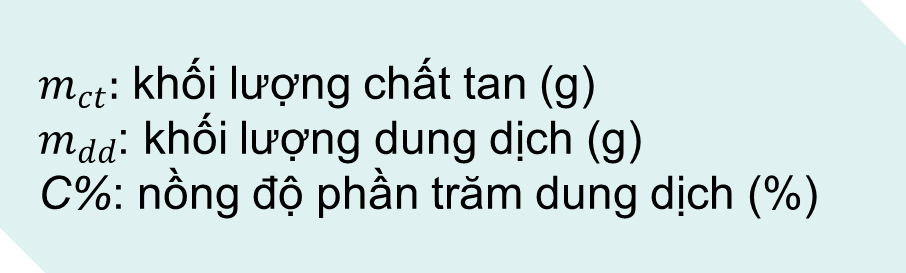 m_ct: khối lượng chất tan (g)
m_dd: khối lượng dung dịch (g)
C%: nồng độ phần trăm dung dịch (%)